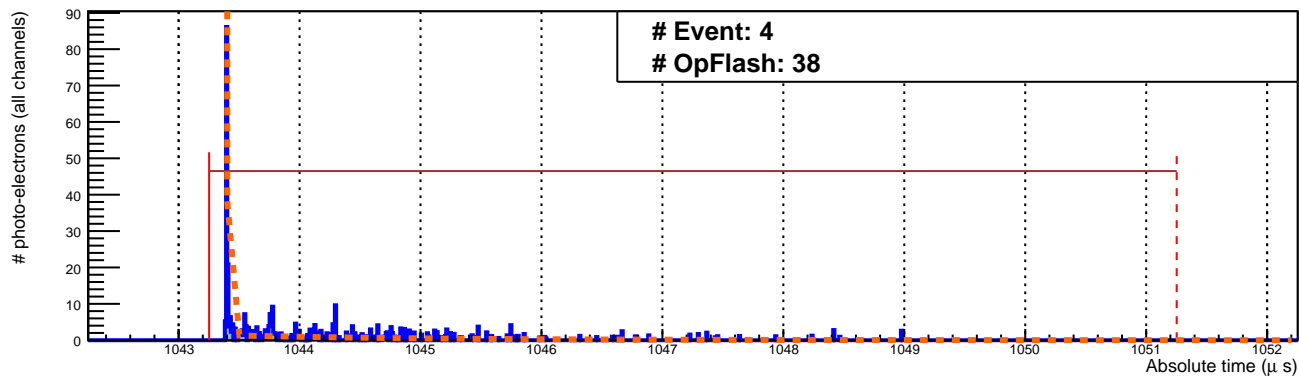 # Event: 4
# OpFlash: 38
# photo-electrons (all channels)
90
80
70
60
50
40
30
20
10
0
1043 1044 1045 1046 1047 1048 1049 1050 1051 1052
Absolute time (μ s)